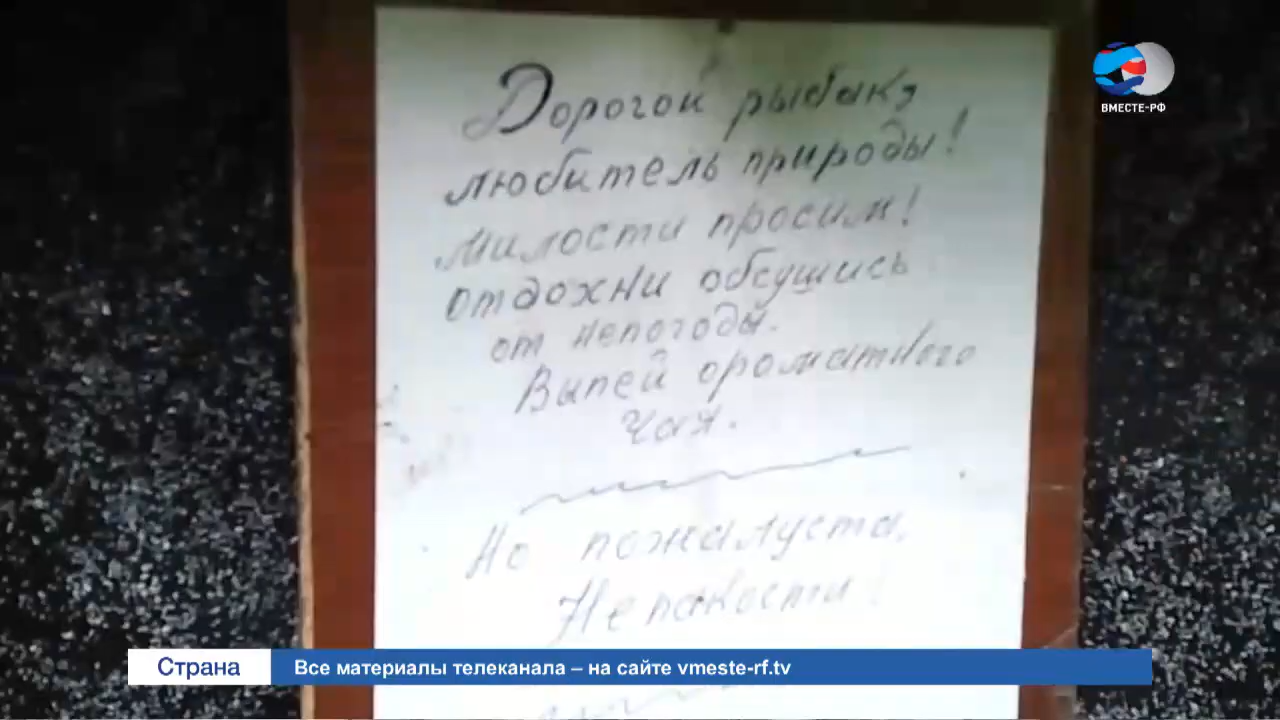 ВМЕСТЕ-РФ
Дорогой рыбак,
любитель природы!
милости просим!
отдохни обсушись
от непогоды.
Выпей ороматного
чая.
Но пожалуста,
Не пакости!
Страна
Все материалы телеканала – на сайте vmeste-rf.tv